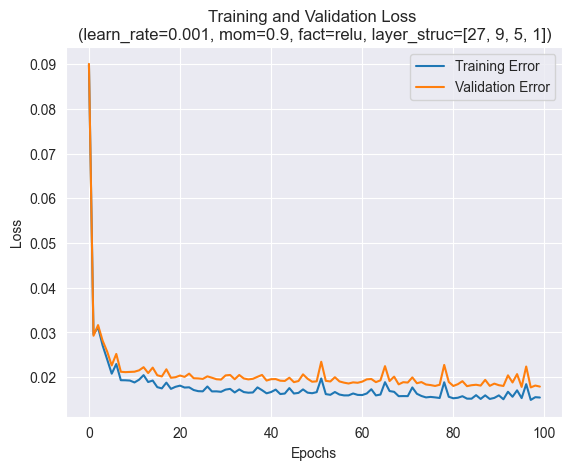 Training and Validation Loss
(learn_rate=0.001, mom=0.9, fact=relu, layer_struc=[27, 9, 5, 1])
Training Error
Validation Error
0.09
0.08
0.07
0.06
0.05
0.04
0.03
0.02
Loss
0 20 40 60 80 100
Epochs